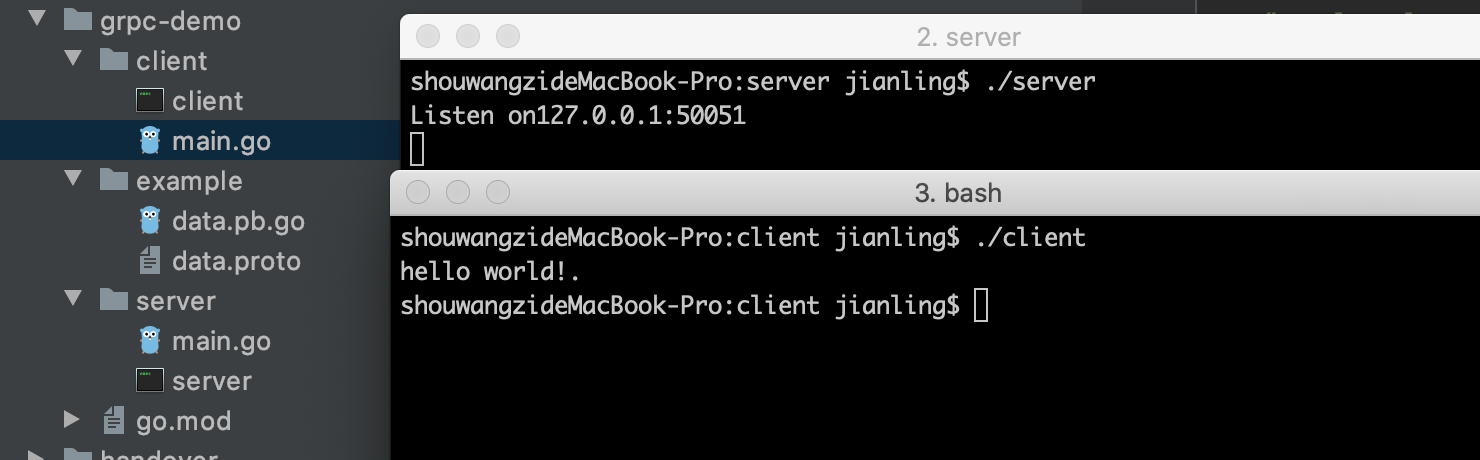 grpc-demo
client
client
main.go
example
data.pb.go
data.proto
server
main.go
server
go.mod
2. server
shouwangzideMacBook-Pro:server jianling$ ./server
Listen on127.0.0.1:50051
3. bash
shouwangzideMacBook-Pro:client jianling$ ./client
hello world!.
shouwangzideMacBook-Pro:client jianling$